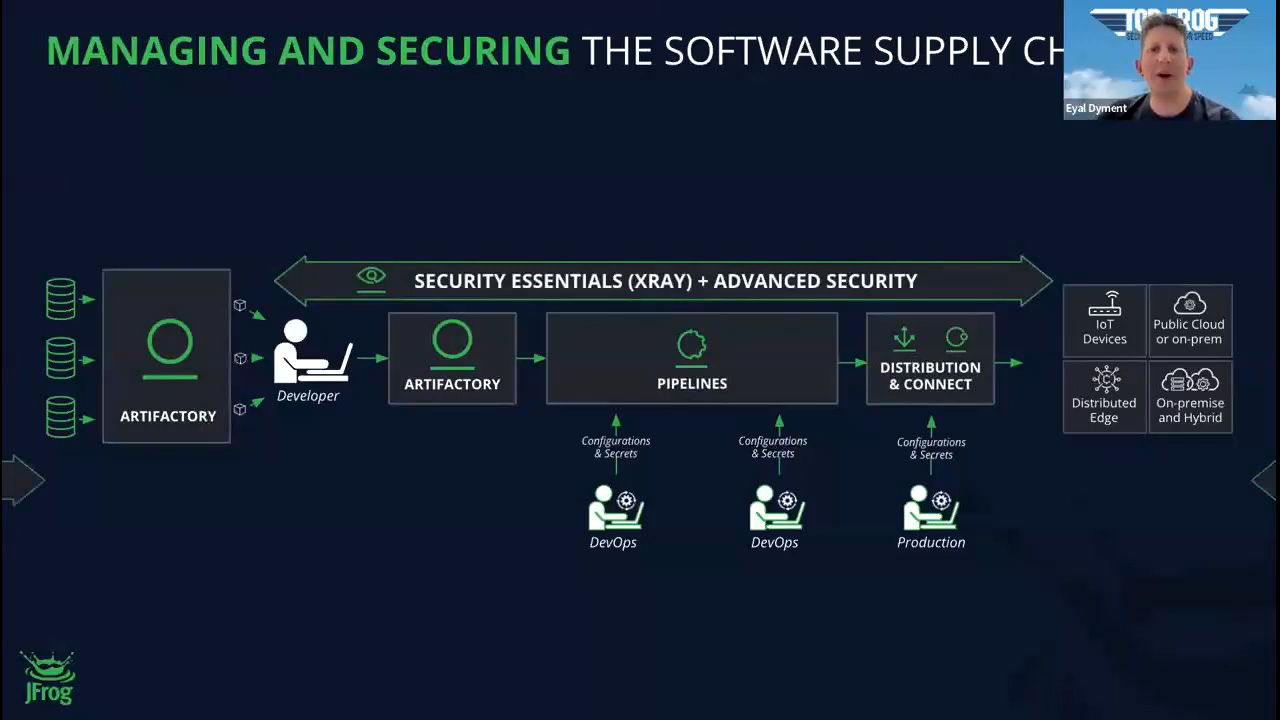 MANAGING AND SECURING THE SOFTWARE SUPPLY CH
TOP FROG
Eyal Dyment
SECURITY ESSENTIALS (XRAY) + ADVANCED SECURITY
ARTIFACTORY
Developer
ARTIFACTORY
PIPELINES
DISTRIBUTION
& CONNECT
IoT
Devices
Public Cloud
or on-prem
Distributed
Edge
On-premise
and Hybrid
Configurations
& Secrets
Configurations
& Secrets
Configurations
& Secrets
DevOps
DevOps
Production
JFrog